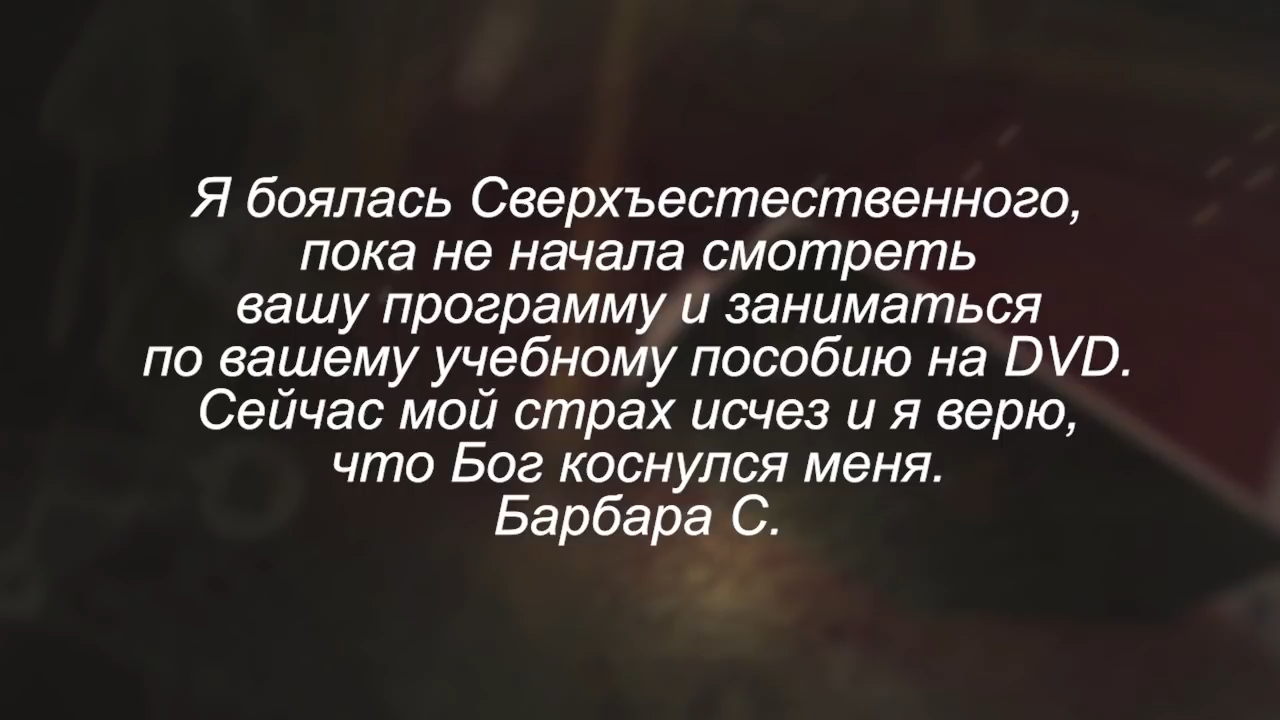 Я боялась Сверхъестественного,
пока не начала смотреть
вашу программу и заниматься
по вашему учебному пособию на DVD.
Сейчас мой страх исчез и я верю,
что Бог коснулся меня.
Барбара С.